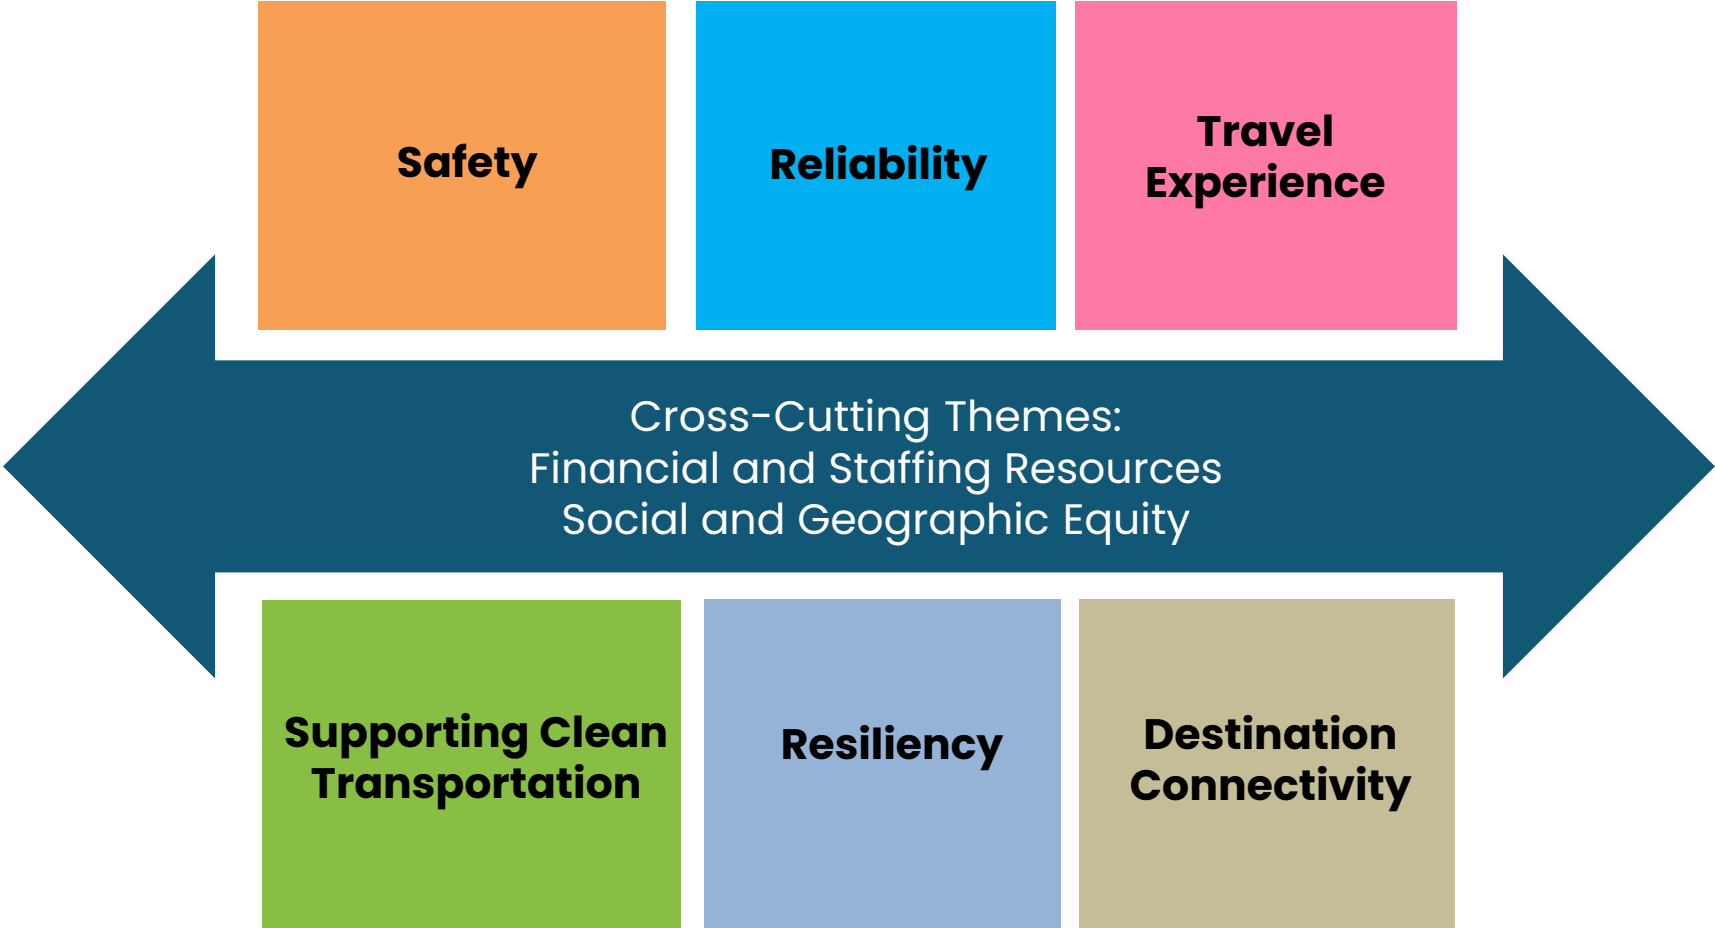 Safety
Reliability
Travel
Experience
Cross-Cutting Themes:
Financial and Staffing Resources
Social and Geographic Equity
Supporting Clean
Transportation
Resiliency
Destination
Connectivity